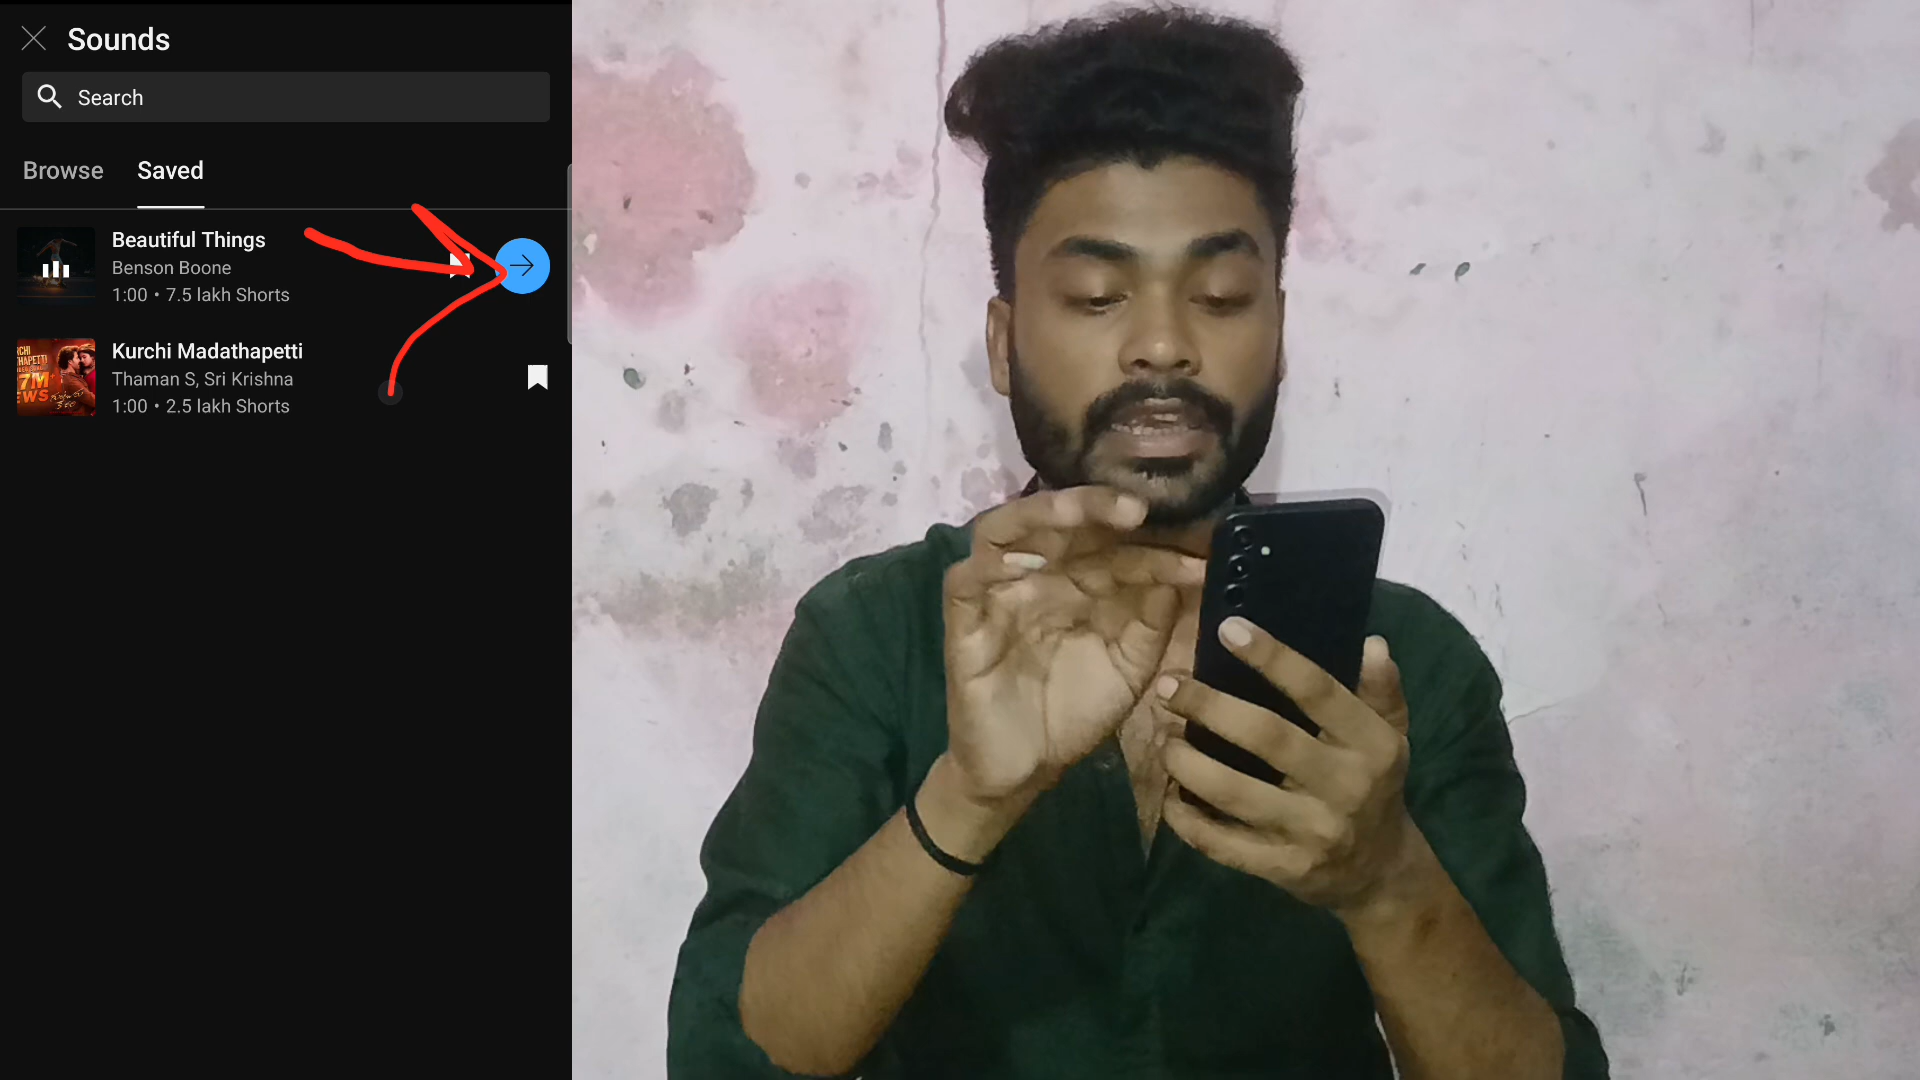 Sounds
Search
Browse Saved
Beautiful Things
Benson Boone
1:00 • 7.5 lakh Shorts
Kurchi Madathapetti
Thaman S, Sri Krishna
1:00 • 2.5 lakh Shorts